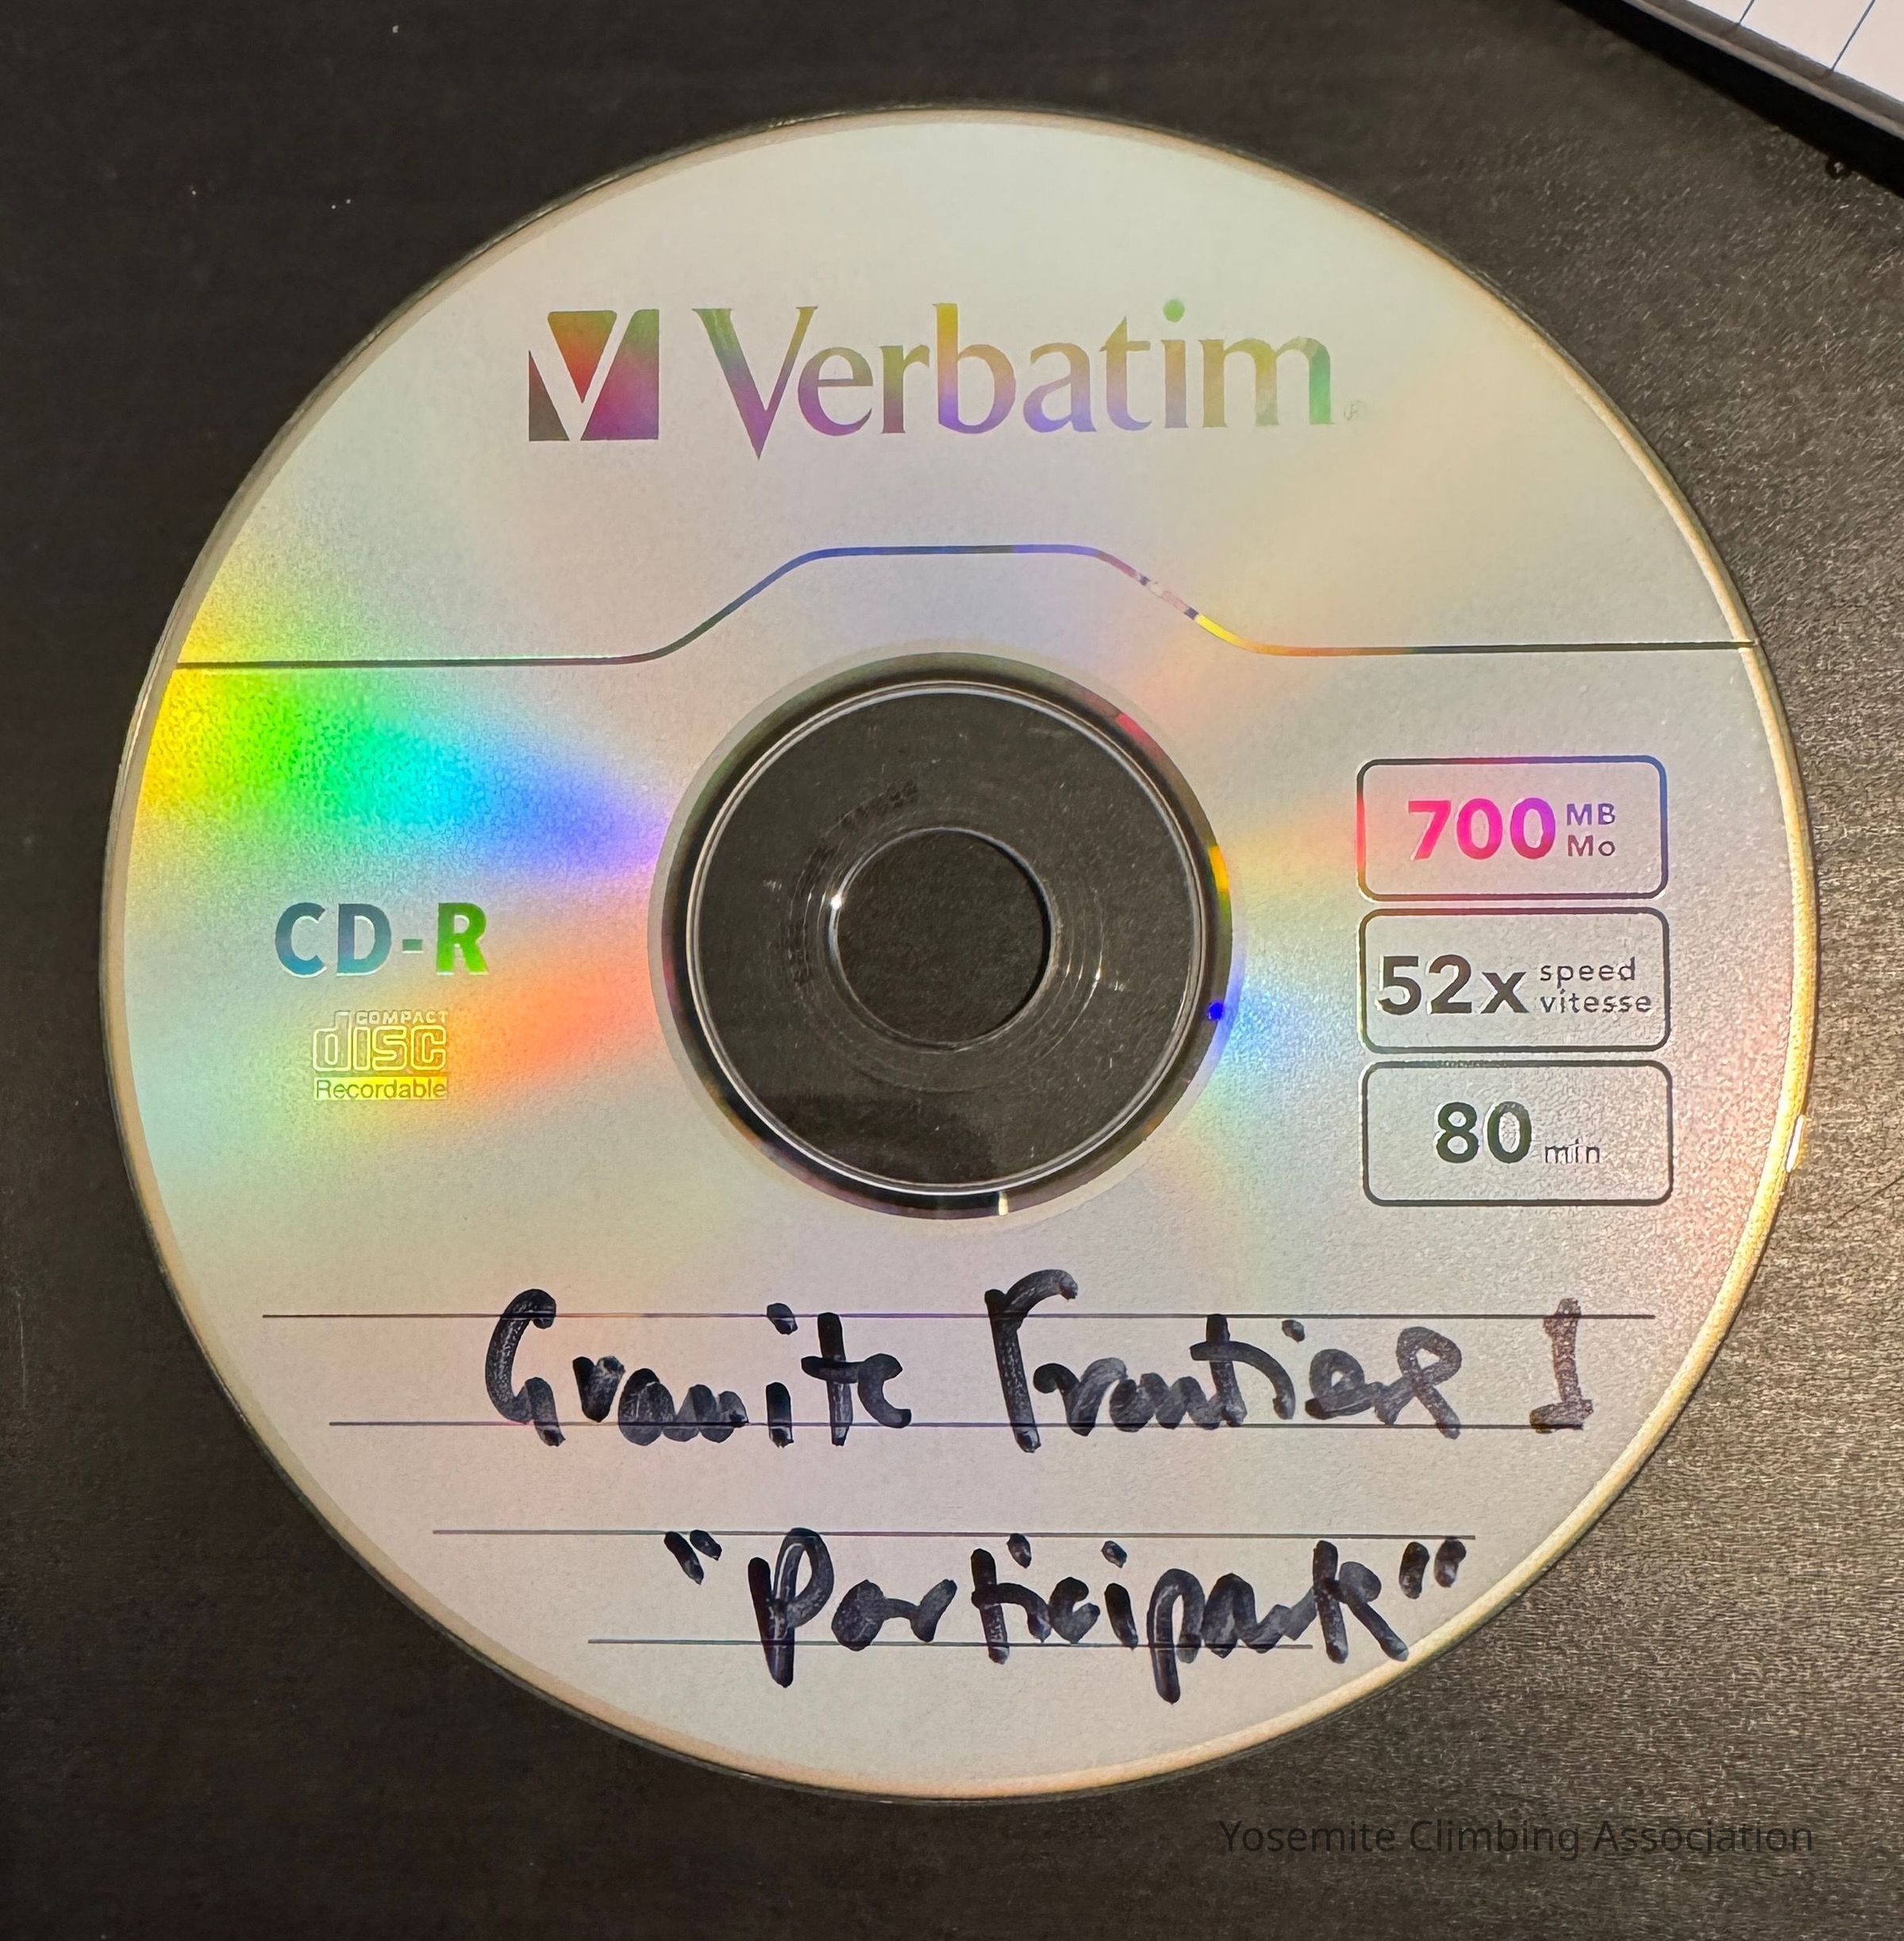 Verbatim
700 MB Mo
CD-R
52x speed vitesse
COMPACT disc Recordable
80 min
Granite Frontier 1
Yosemite Climbing Association